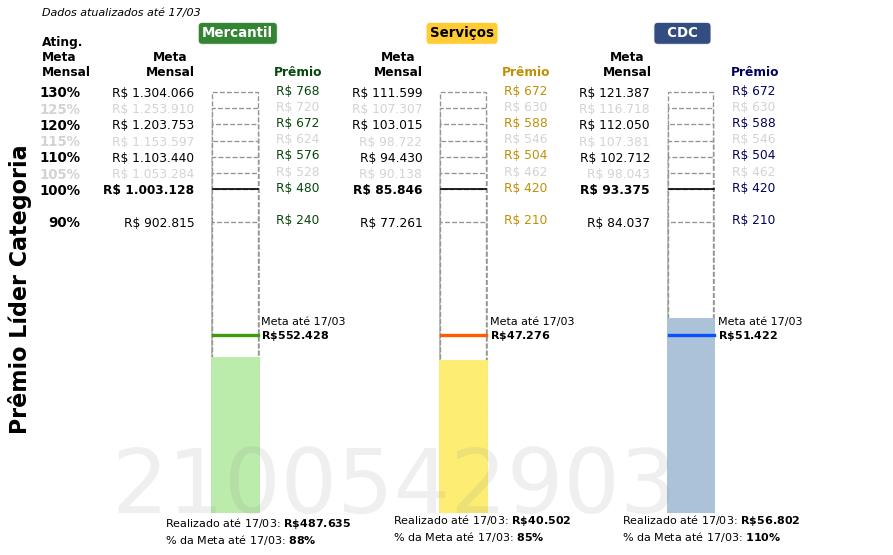 Dados atualizados até 17/03
Mercantil Serviços CDC
Ating. Meta Mensal
Meta Mensal Prêmio Meta Mensal Prêmio Meta Mensal Prêmio
130% R$ 1.304.066 R$ 768 R$ 111.599 R$ 672 R$ 121.387 R$ 672
125% R$ 1.253.910 R$ 720 R$ 107.307 R$ 630 R$ 116.718 R$ 630
120% R$ 1.203.753 R$ 672 R$ 103.015 R$ 588 R$ 112.050 R$ 588
115% R$ 1.153.597 R$ 624 R$ 98.722 R$ 546 R$ 107.381 R$ 546
110% R$ 1.103.440 R$ 576 R$ 94.430 R$ 504 R$ 102.712 R$ 504
105% R$ 1.053.284 R$ 528 R$ 90.138 R$ 462 R$ 98.043 R$ 462
100% R$ 1.003.128 R$ 480 R$ 85.846 R$ 420 R$ 93.375 R$ 420
90% R$ 902.815 R$ 240 R$ 77.261 R$ 210 R$ 84.037 R$ 210
Prêmio Líder Categoria
Meta até 17/03 Meta até 17/03 Meta até 17/03
R$552.428 R$47.276 R$51.422
2100542903
Realizado até 17/03: R$487.635 Realizado até 17/03: R$40.502 Realizado até 17/03: R$56.802
% da Meta até 17/03: 88% % da Meta até 17/03: 85% % da Meta até 17/03: 110%